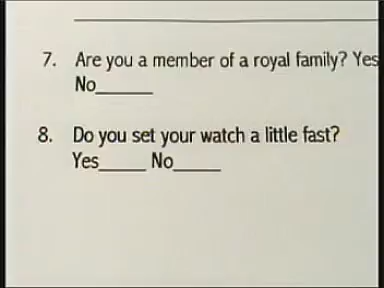 7. Are you a member of a royal family? Yes
No______
8. Do you set your watch a little fast?
Yes_____ No_____